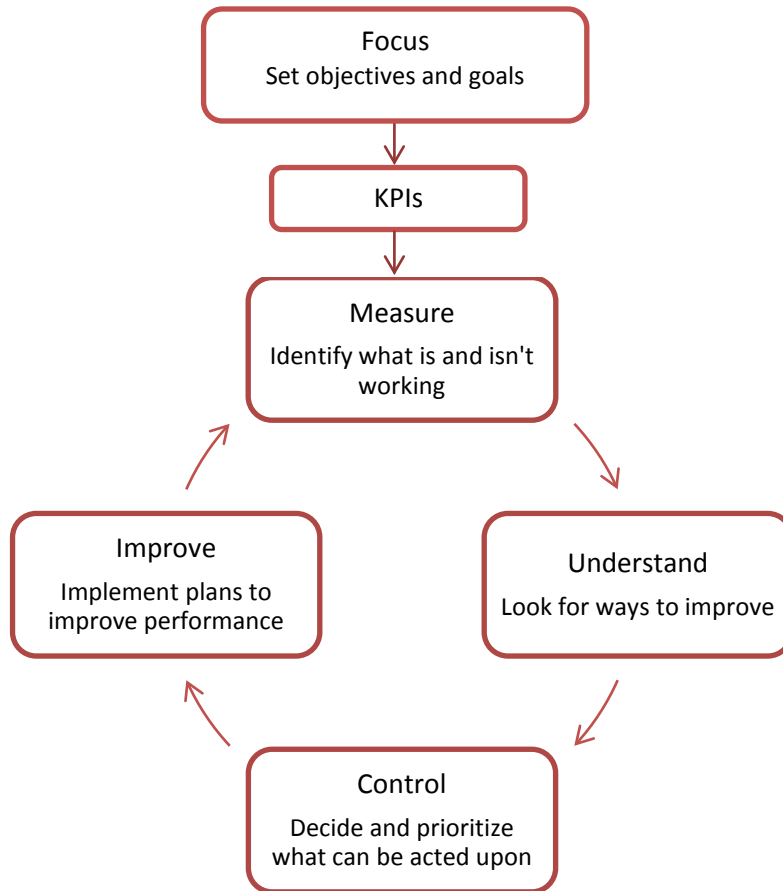 Focus
Set objectives and goals
KPIs
Measure
Identify what is and isn't
working
Understand
Look for ways to improve
Control
Decide and prioritize
what can be acted upon
Improve
Implement plans to
improve performance